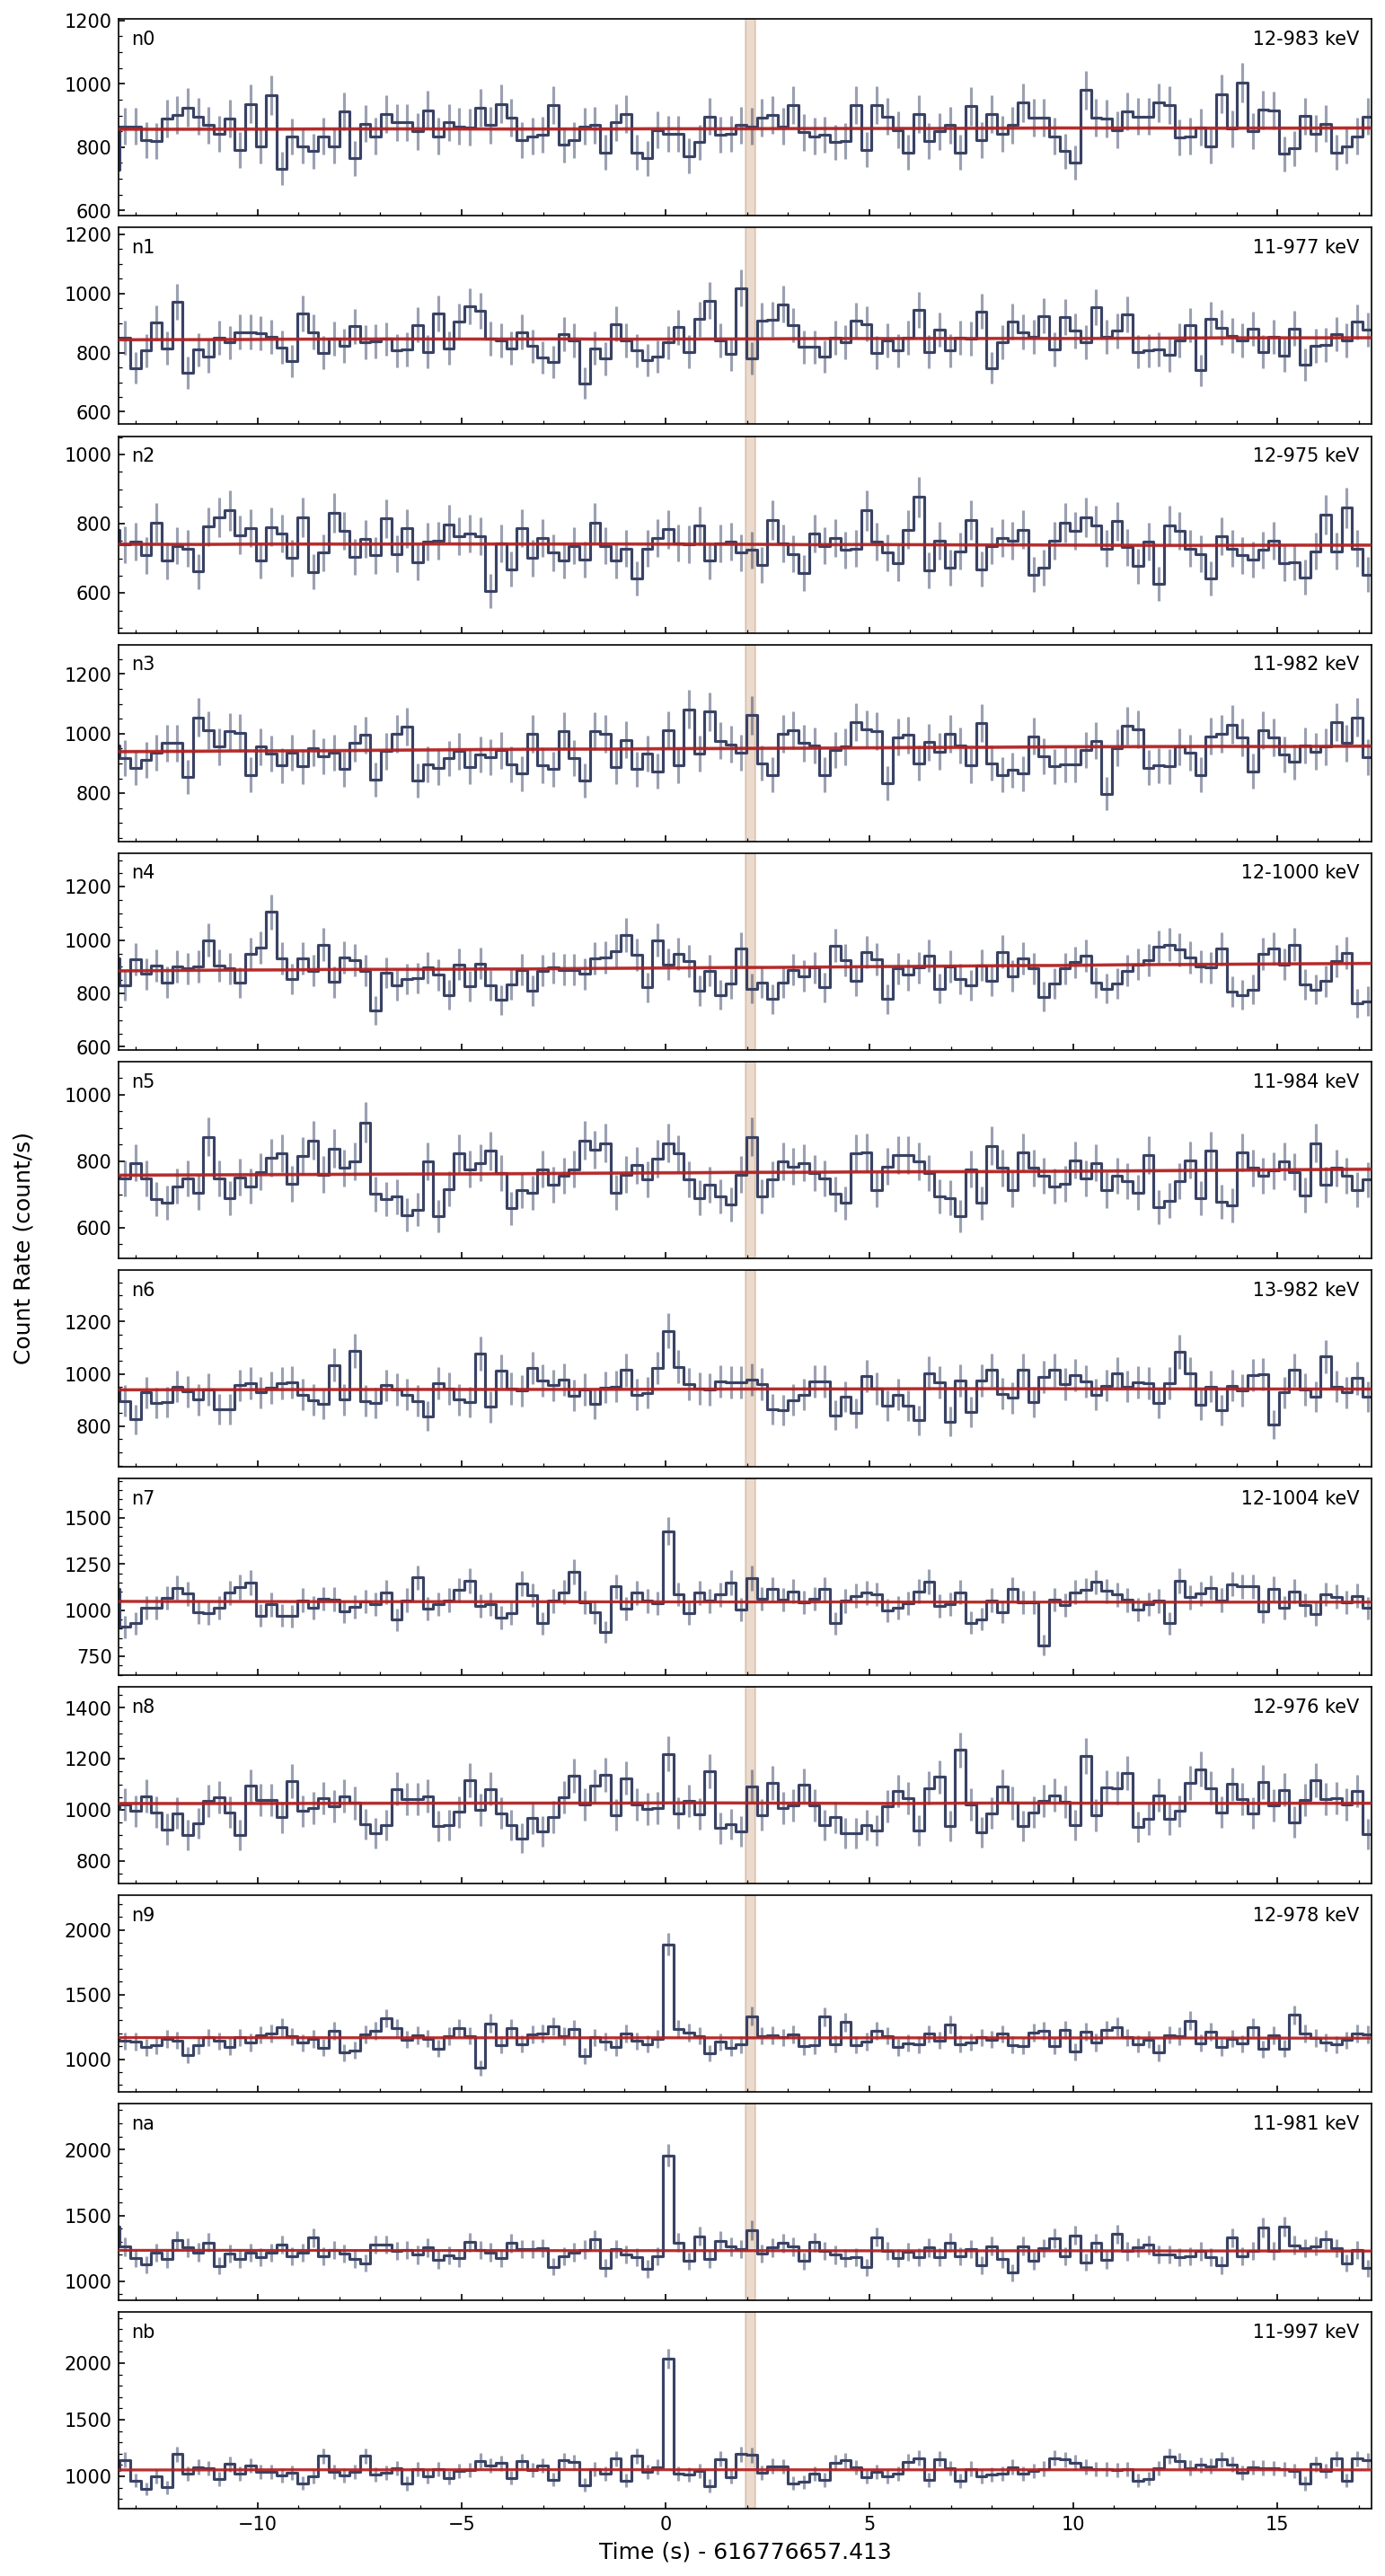 1200
n0
12-983 keV
1000
800
600
1200
n1
11-977 keV
1000
800
600
1000
n2
12-975 keV
800
600
1200
n3
11-982 keV
1000
800
1200
n4
12-1000 keV
1000
800
600
1000
n5
11-984 keV
800
600
1200
n6
13-982 keV
1000
800
1500
n7
12-1004 keV
1250
1000
750
1400
n8
12-976 keV
1200
1000
800
2000
n9
12-978 keV
1500
1000
2000
na
11-981 keV
1500
1000
2000
nb
11-997 keV
1500
1000
Count Rate (count/s)
−10 −5 0 5 10 15
Time (s) - 616776657.413